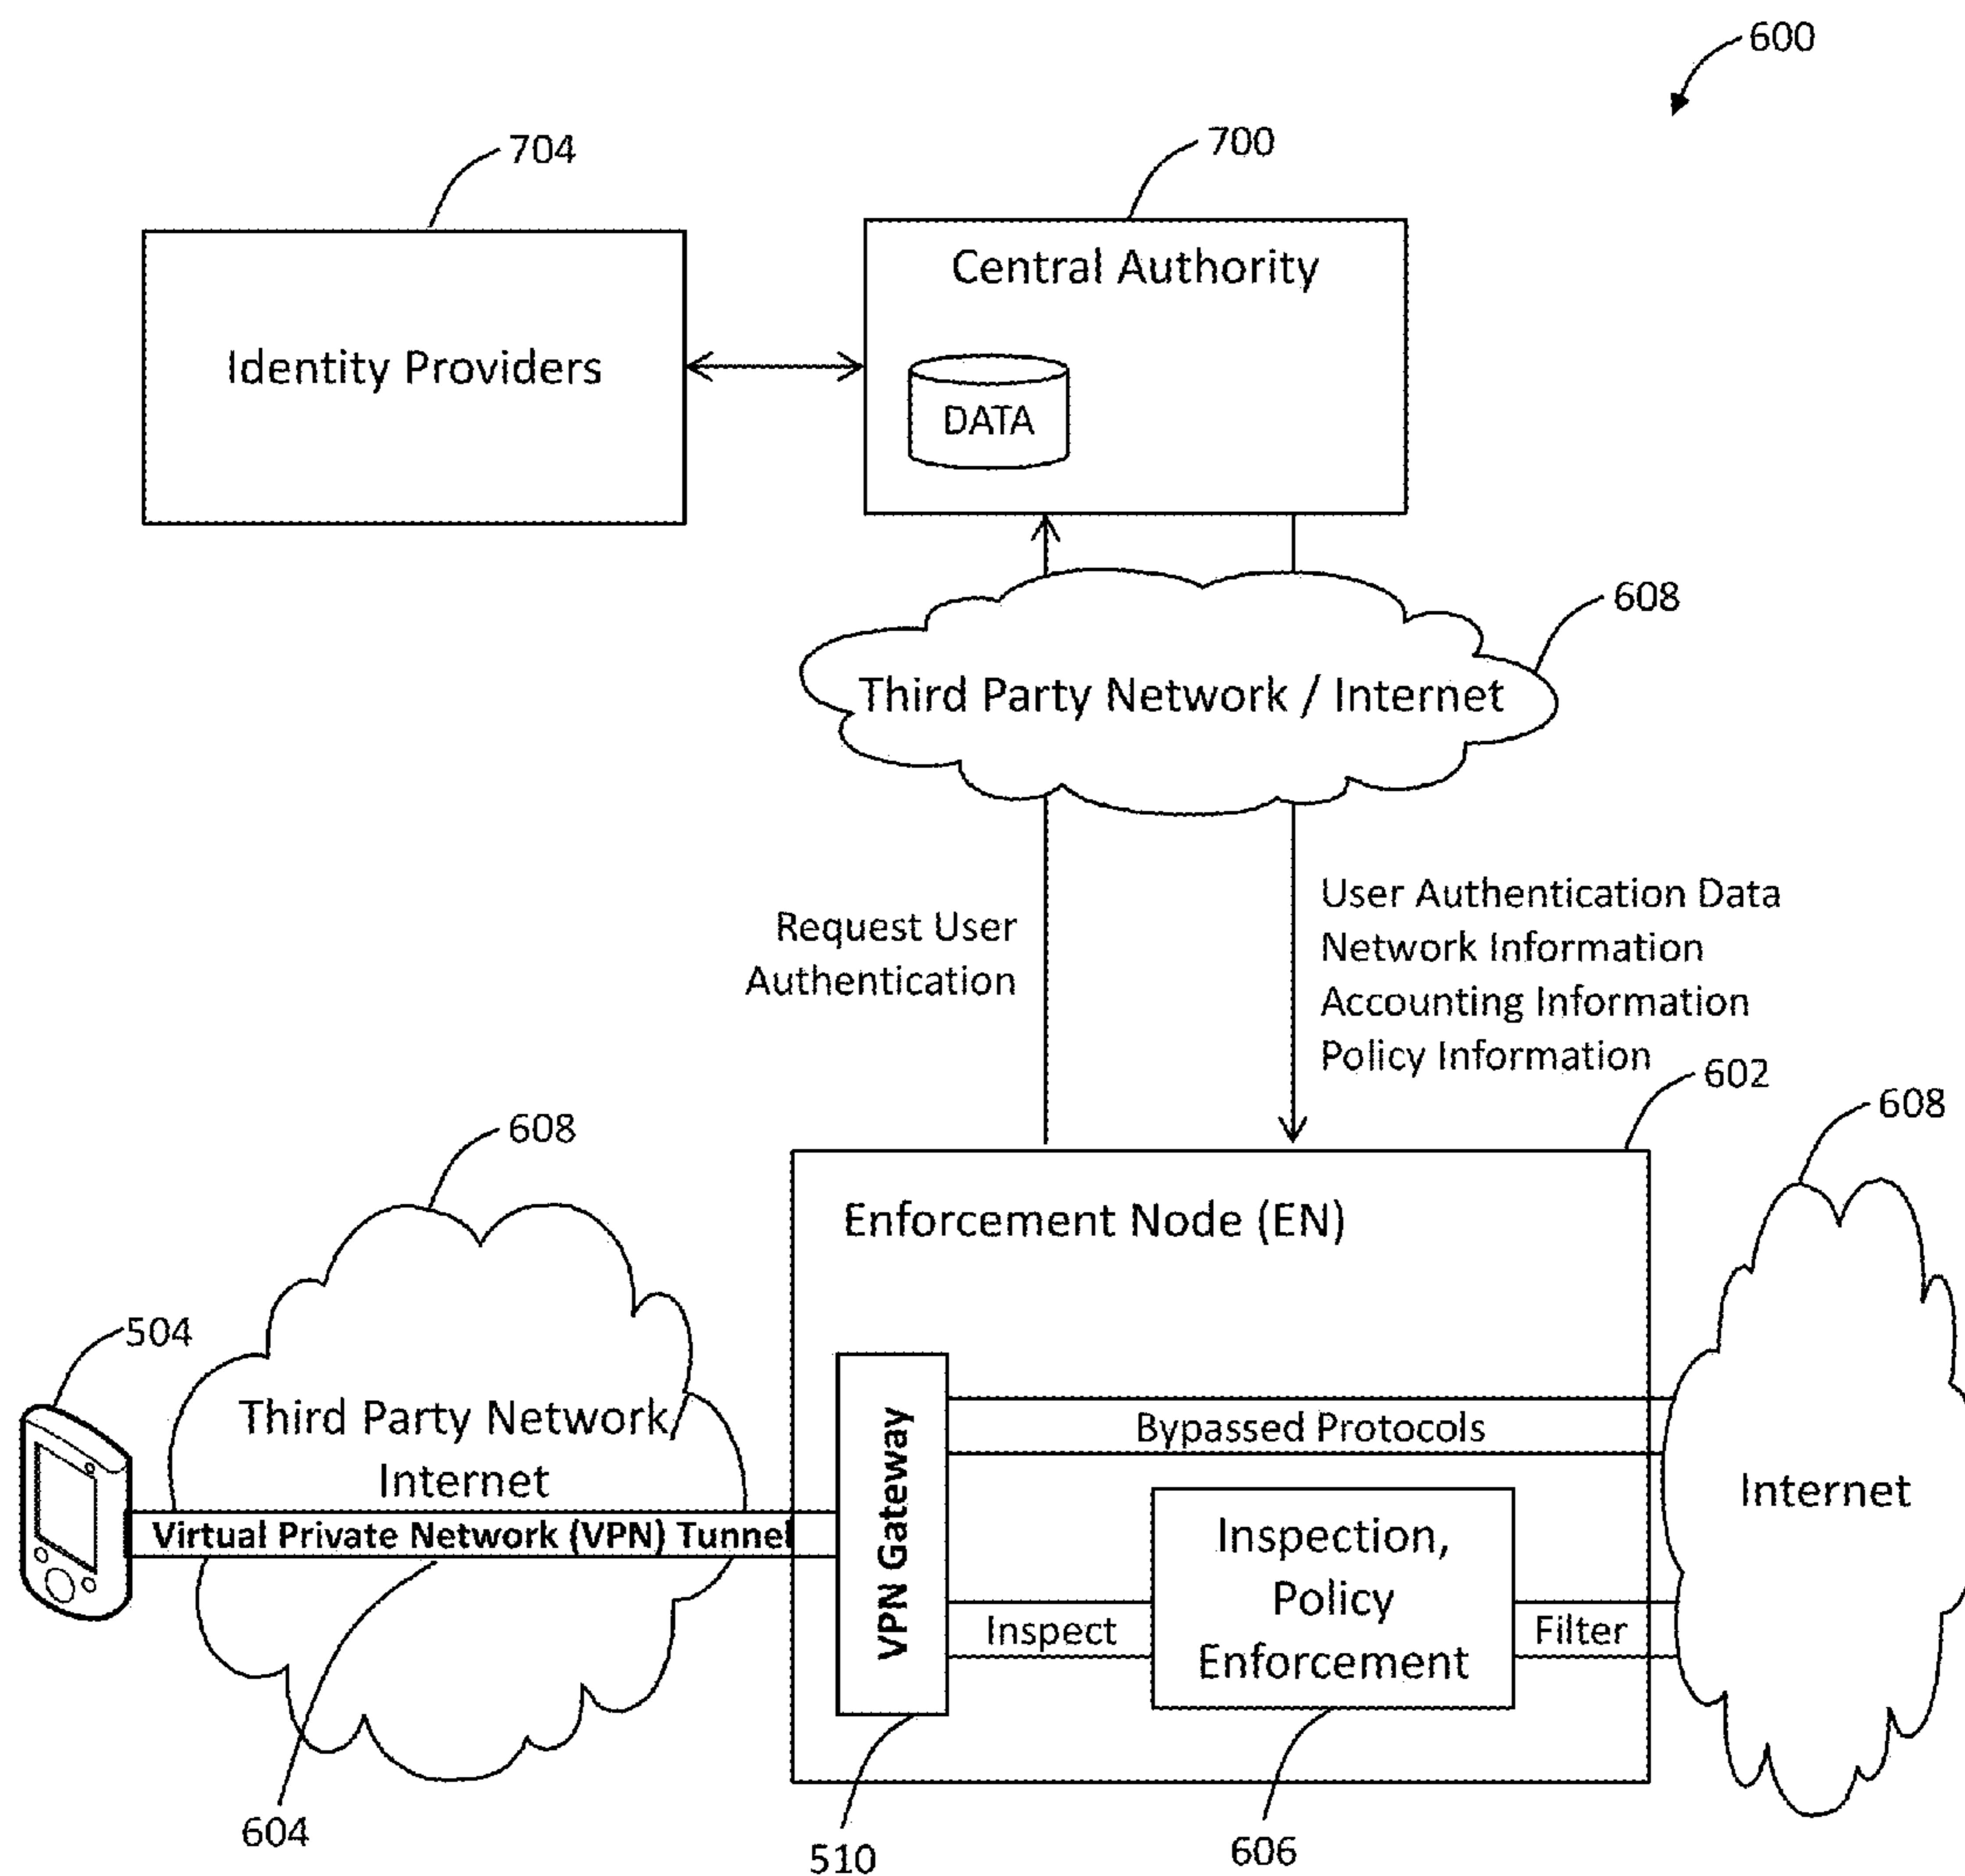 600
704
700
Identity Providers
Central Authority
DATA
608
Third Party Network / Internet
Request User
Authentication
User Authentication Data
Network Information
Accounting Information
Policy Information
602
608
608
504
Enforcement Node (EN)
Third Party Network /
Internet
Virtual Private Network (VPN) Tunnel
VPN Gateway
Bypassed Protocols
Inspect
Inspection,
Policy
Enforcement
Filter
Internet
604
510
606